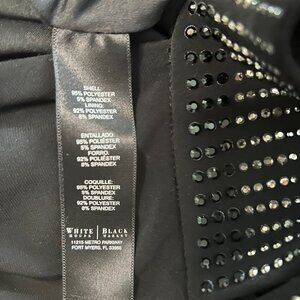 SHELL:
95% POLYESTER
5% SPANDEX
LINING:
92% POLYESTER
8% SPANDEX
ENTALLADO:
95% POLIÉSTER
5% SPANDEX
FORRO:
92% POLIÉSTER
8% SPANDEX
COQUILLE:
95% POLYESTER
5% SPANDEX
DOUBLURE:
92% POLYESTER
8% SPANDEX
WHITE | BLACK
HOUSE | MARKET
11215 METRO PARKWAY
FORT MYERS, FL 33966